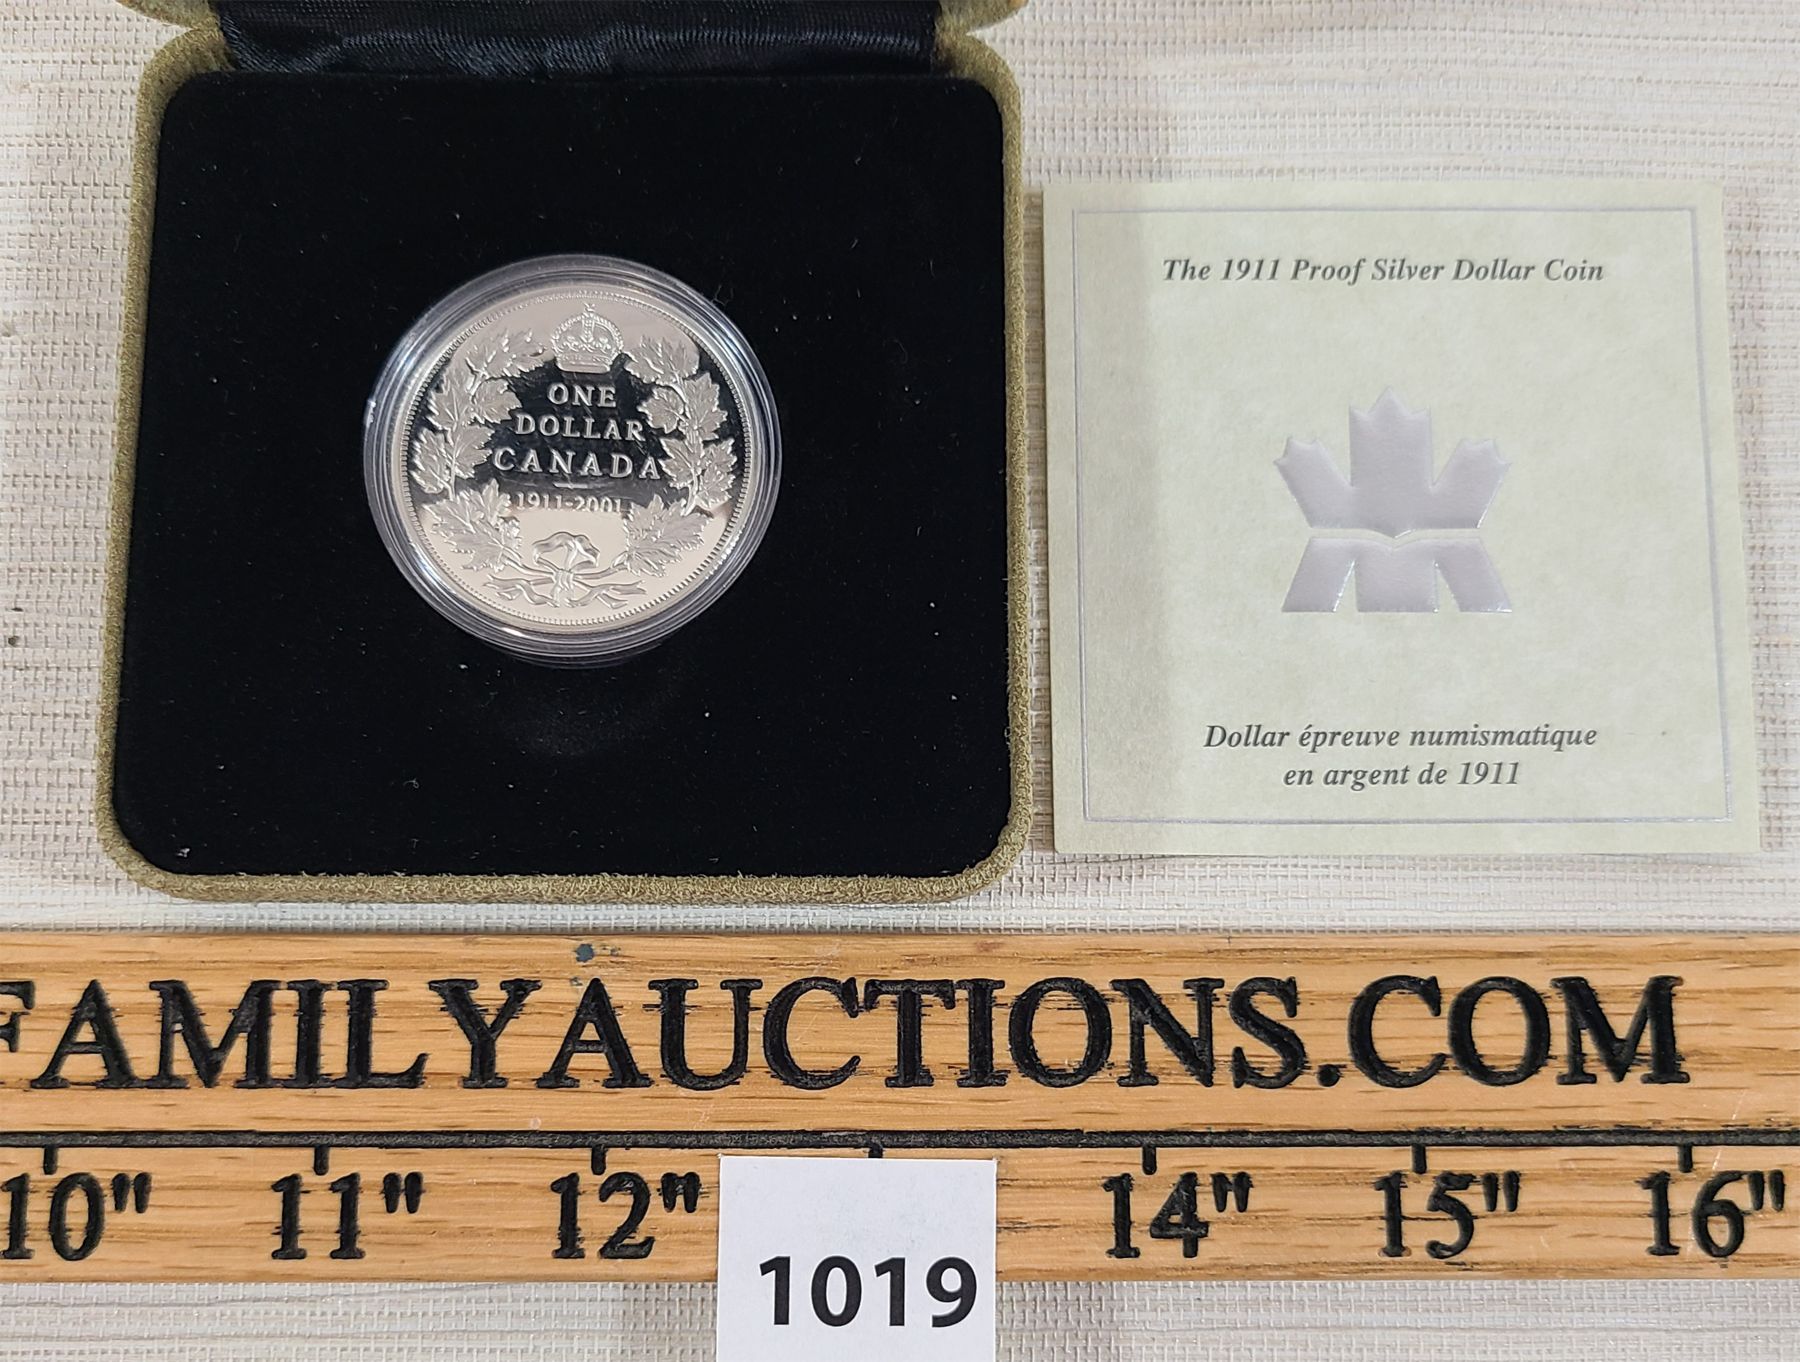 ONE
DOLLAR
CANADA
1911-2001
The 1911 Proof Silver Dollar Coin
Dollar épreuve numismatique
en argent de 1911
FAMILYAUCTIONS.COM
10" 11" 12" 14" 15" 16"
1019